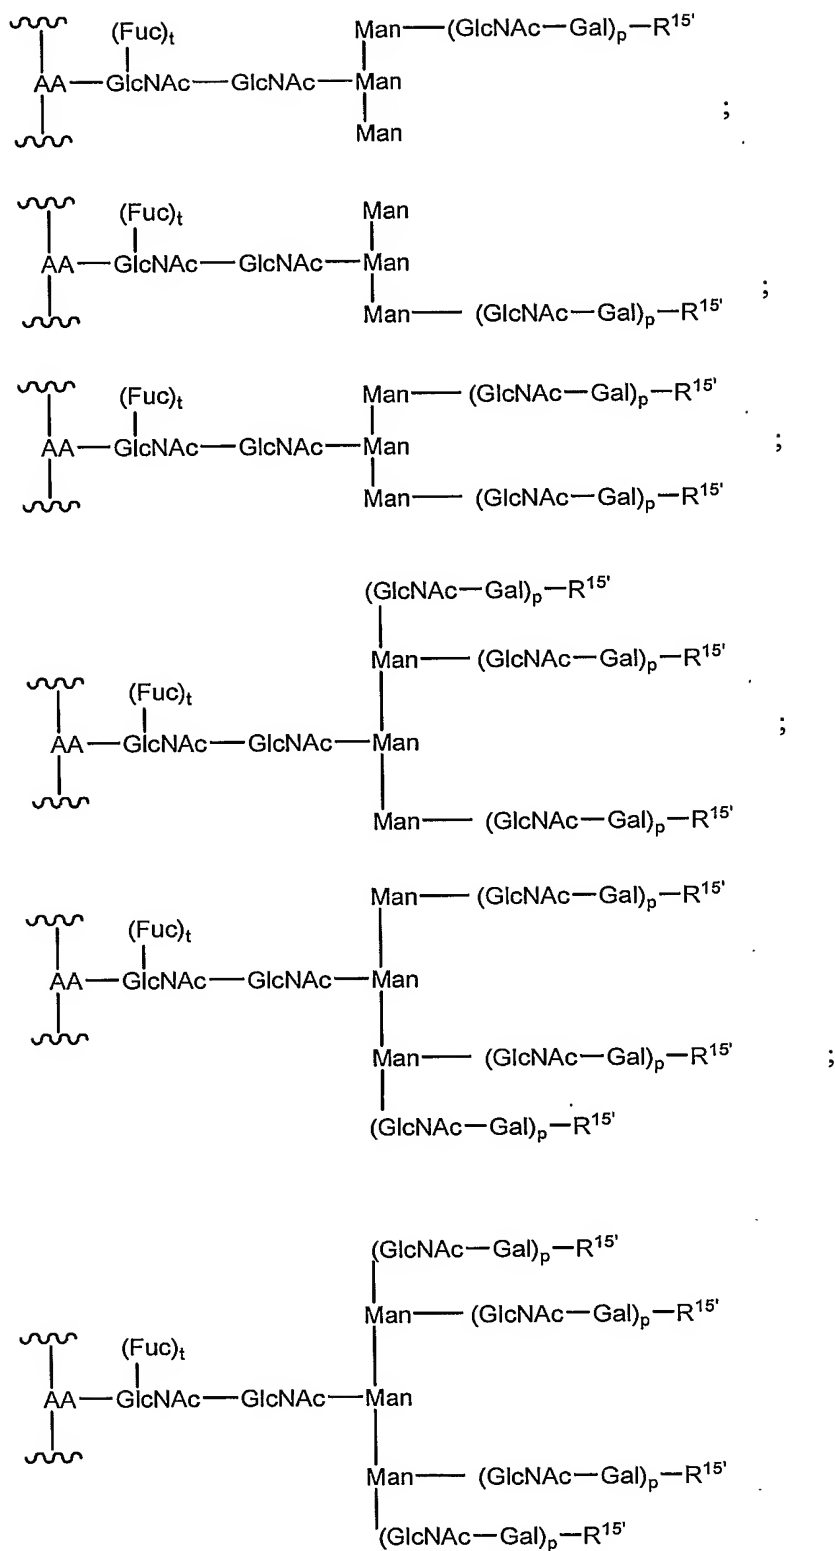 Man—(GlcNAc—Gal)p—R15'
(Fuc)t
AA—GlcNAc—GlcNAc—Man
;
Man
(Fuc)t Man
AA—GlcNAc—GlcNAc—Man
;
Man—(GlcNAc—Gal)p—R15'
Man—(GlcNAc—Gal)p—R15'
(Fuc)t
AA—GlcNAc—GlcNAc—Man
;
Man—(GlcNAc—Gal)p—R15'
(GlcNAc—Gal)p—R15'
Man—(GlcNAc—Gal)p—R15'
(Fuc)t
AA—GlcNAc—GlcNAc—Man
;
Man—(GlcNAc—Gal)p—R15'
Man—(GlcNAc—Gal)p—R15'
(Fuc)t
AA—GlcNAc—GlcNAc—Man
Man—(GlcNAc—Gal)p—R15'
;
(GlcNAc—Gal)p—R15'
(GlcNAc—Gal)p—R15'
Man—(GlcNAc—Gal)p—R15'
(Fuc)t
AA—GlcNAc—GlcNAc—Man
Man—(GlcNAc—Gal)p—R15'
(GlcNAc—Gal)p—R15'